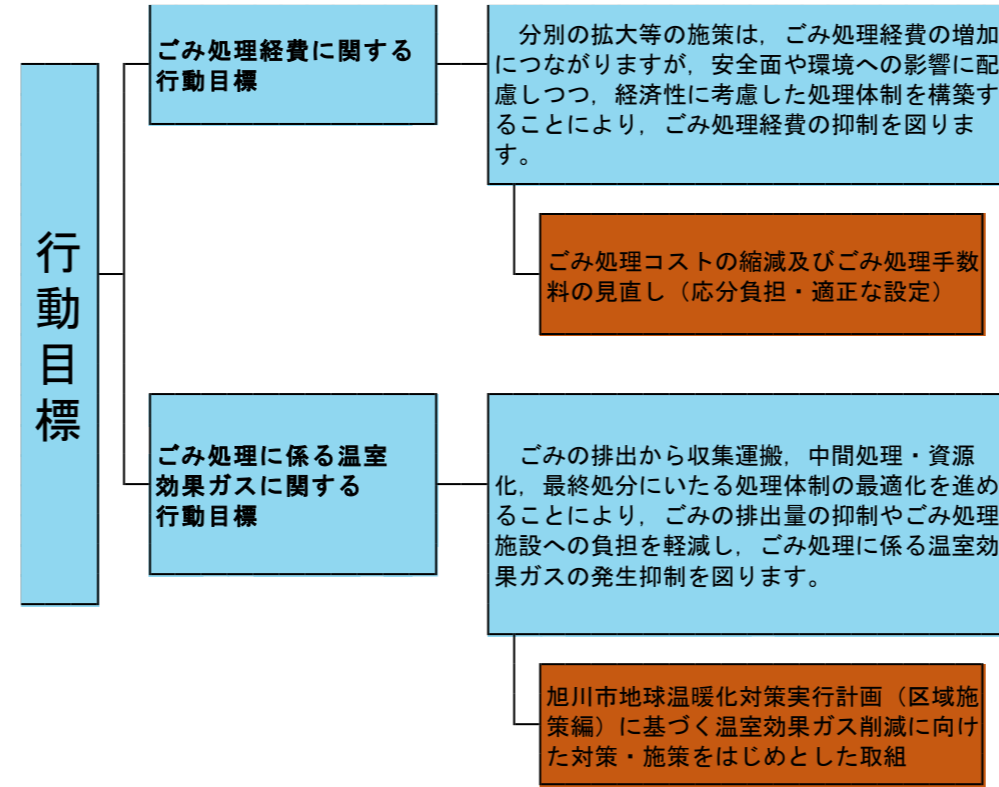 行動目標
ごみ処理経費に関する
行動目標
　分別の拡大等の施策は，ごみ処理経費の増加
につながりますが，安全面や環境への影響に配
慮しつつ，経済性に考慮した処理体制を構築す
ることにより，ごみ処理経費の抑制を図りま
す。
ごみ処理コストの縮減及びごみ処理手数
料の見直し（応分負担・適正な設定）
ごみ処理に係る温室
効果ガスに関する
行動目標
　ごみの排出から収集運搬，中間処理・資源
化，最終処分にいたる処理体制の最適化を進め
ることにより，ごみの排出量の抑制やごみ処理
施設への負担を軽減し，ごみ処理に係る温室効
果ガスの発生抑制を図ります。
旭川市地球温暖化対策実行計画（区域施
策編）に基づく温室効果ガス削減に向け
た対策・施策をはじめとした取組